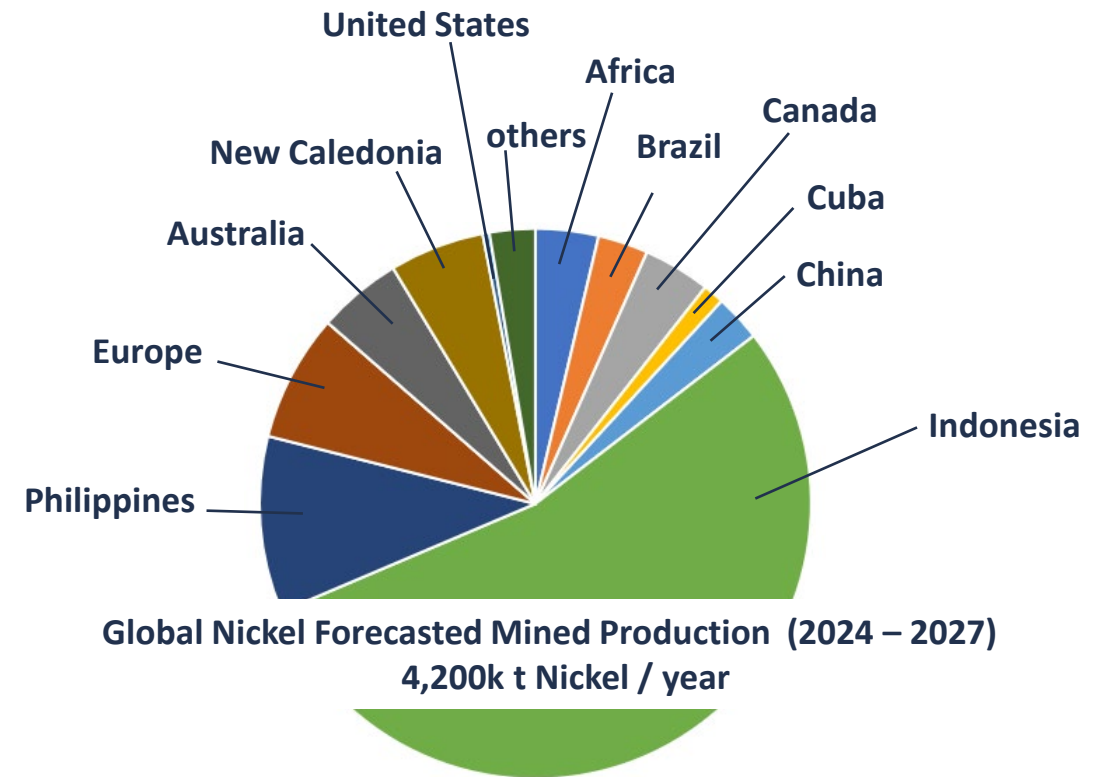 United States
Africa
Canada
others
Brazil
New Caledonia
Cuba
Australia
China
Europe
Indonesia
Philippines
Global Nickel Forecasted Mined Production (2024 – 2027)
4,200k t Nickel / year